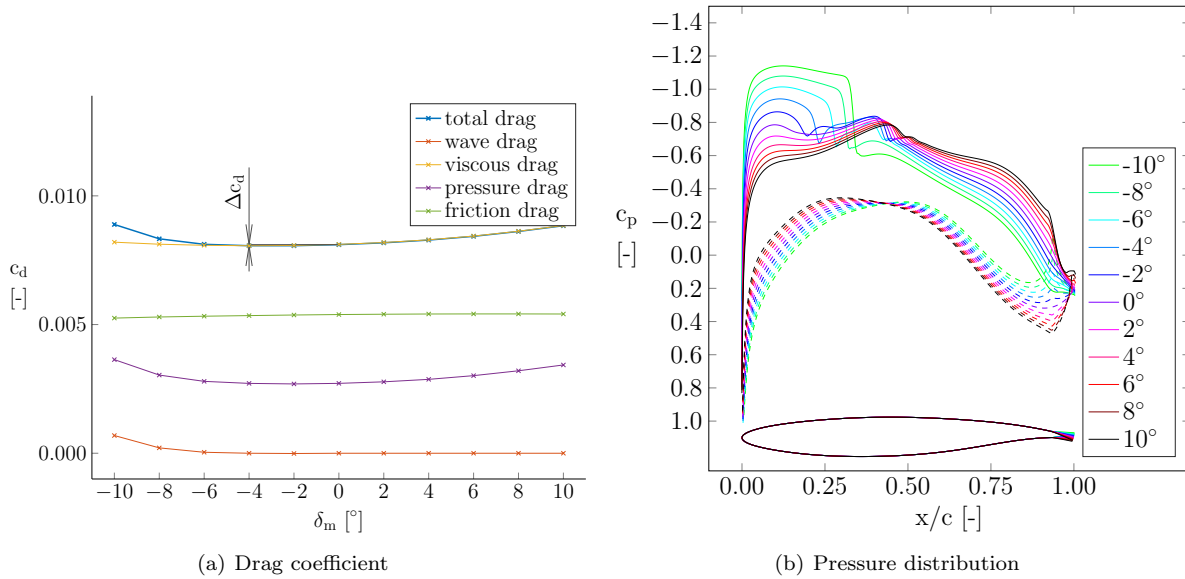 total drag
wave drag
viscous drag
pressure drag
friction drag
Δc_d
0.010
0.005
0.000
c_d
[-]
−10 −8 −6 −4 −2 0 2 4 6 8 10
δ_m [°]
(a) Drag coefficient
−1.4
−1.2
−1.0
−0.8
−0.6
−0.4
−0.2
0.0
0.2
0.4
0.6
0.8
1.0
c_p
[-]
-10°
-8°
-6°
-4°
-2°
0°
2°
4°
6°
8°
10°
0.00 0.25 0.50 0.75 1.00
x/c [-]
(b) Pressure distribution